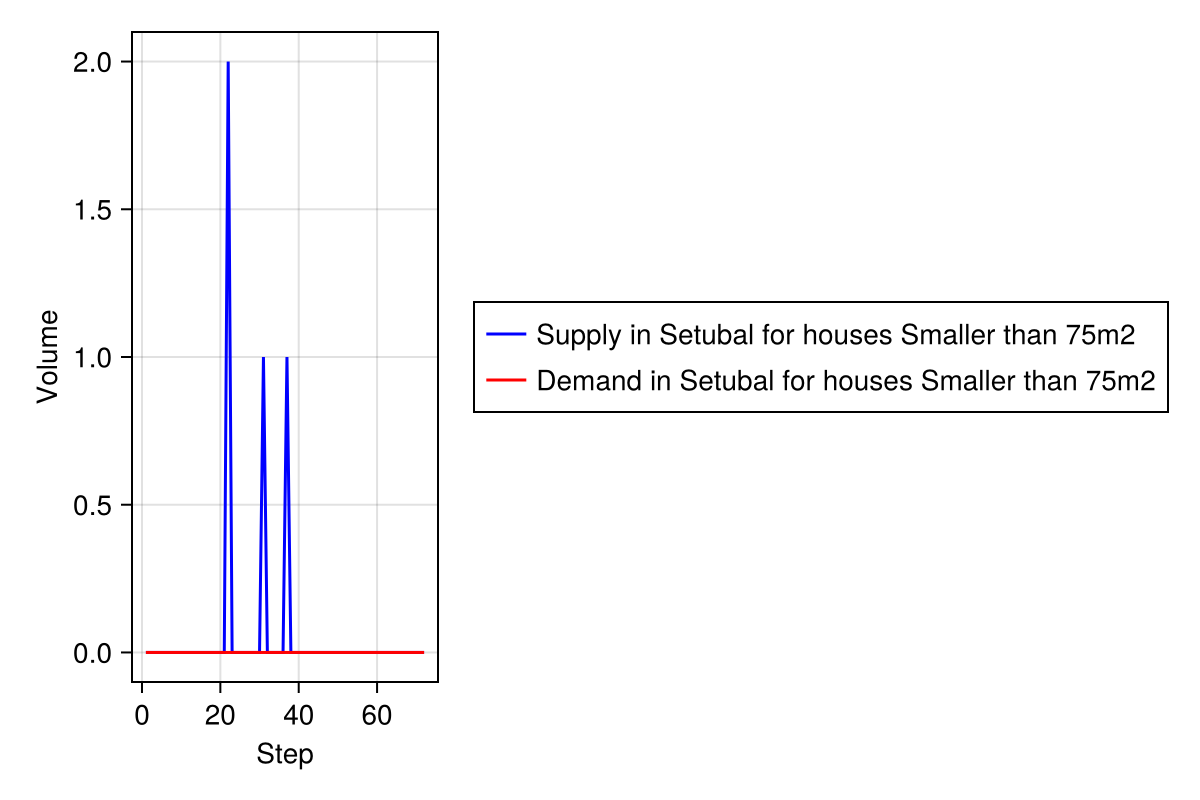 2.0
1.5
1.0
0.5
0.0
Volume
0 20 40 60
Step
Supply in Setubal for houses Smaller than 75m2
Demand in Setubal for houses Smaller than 75m2